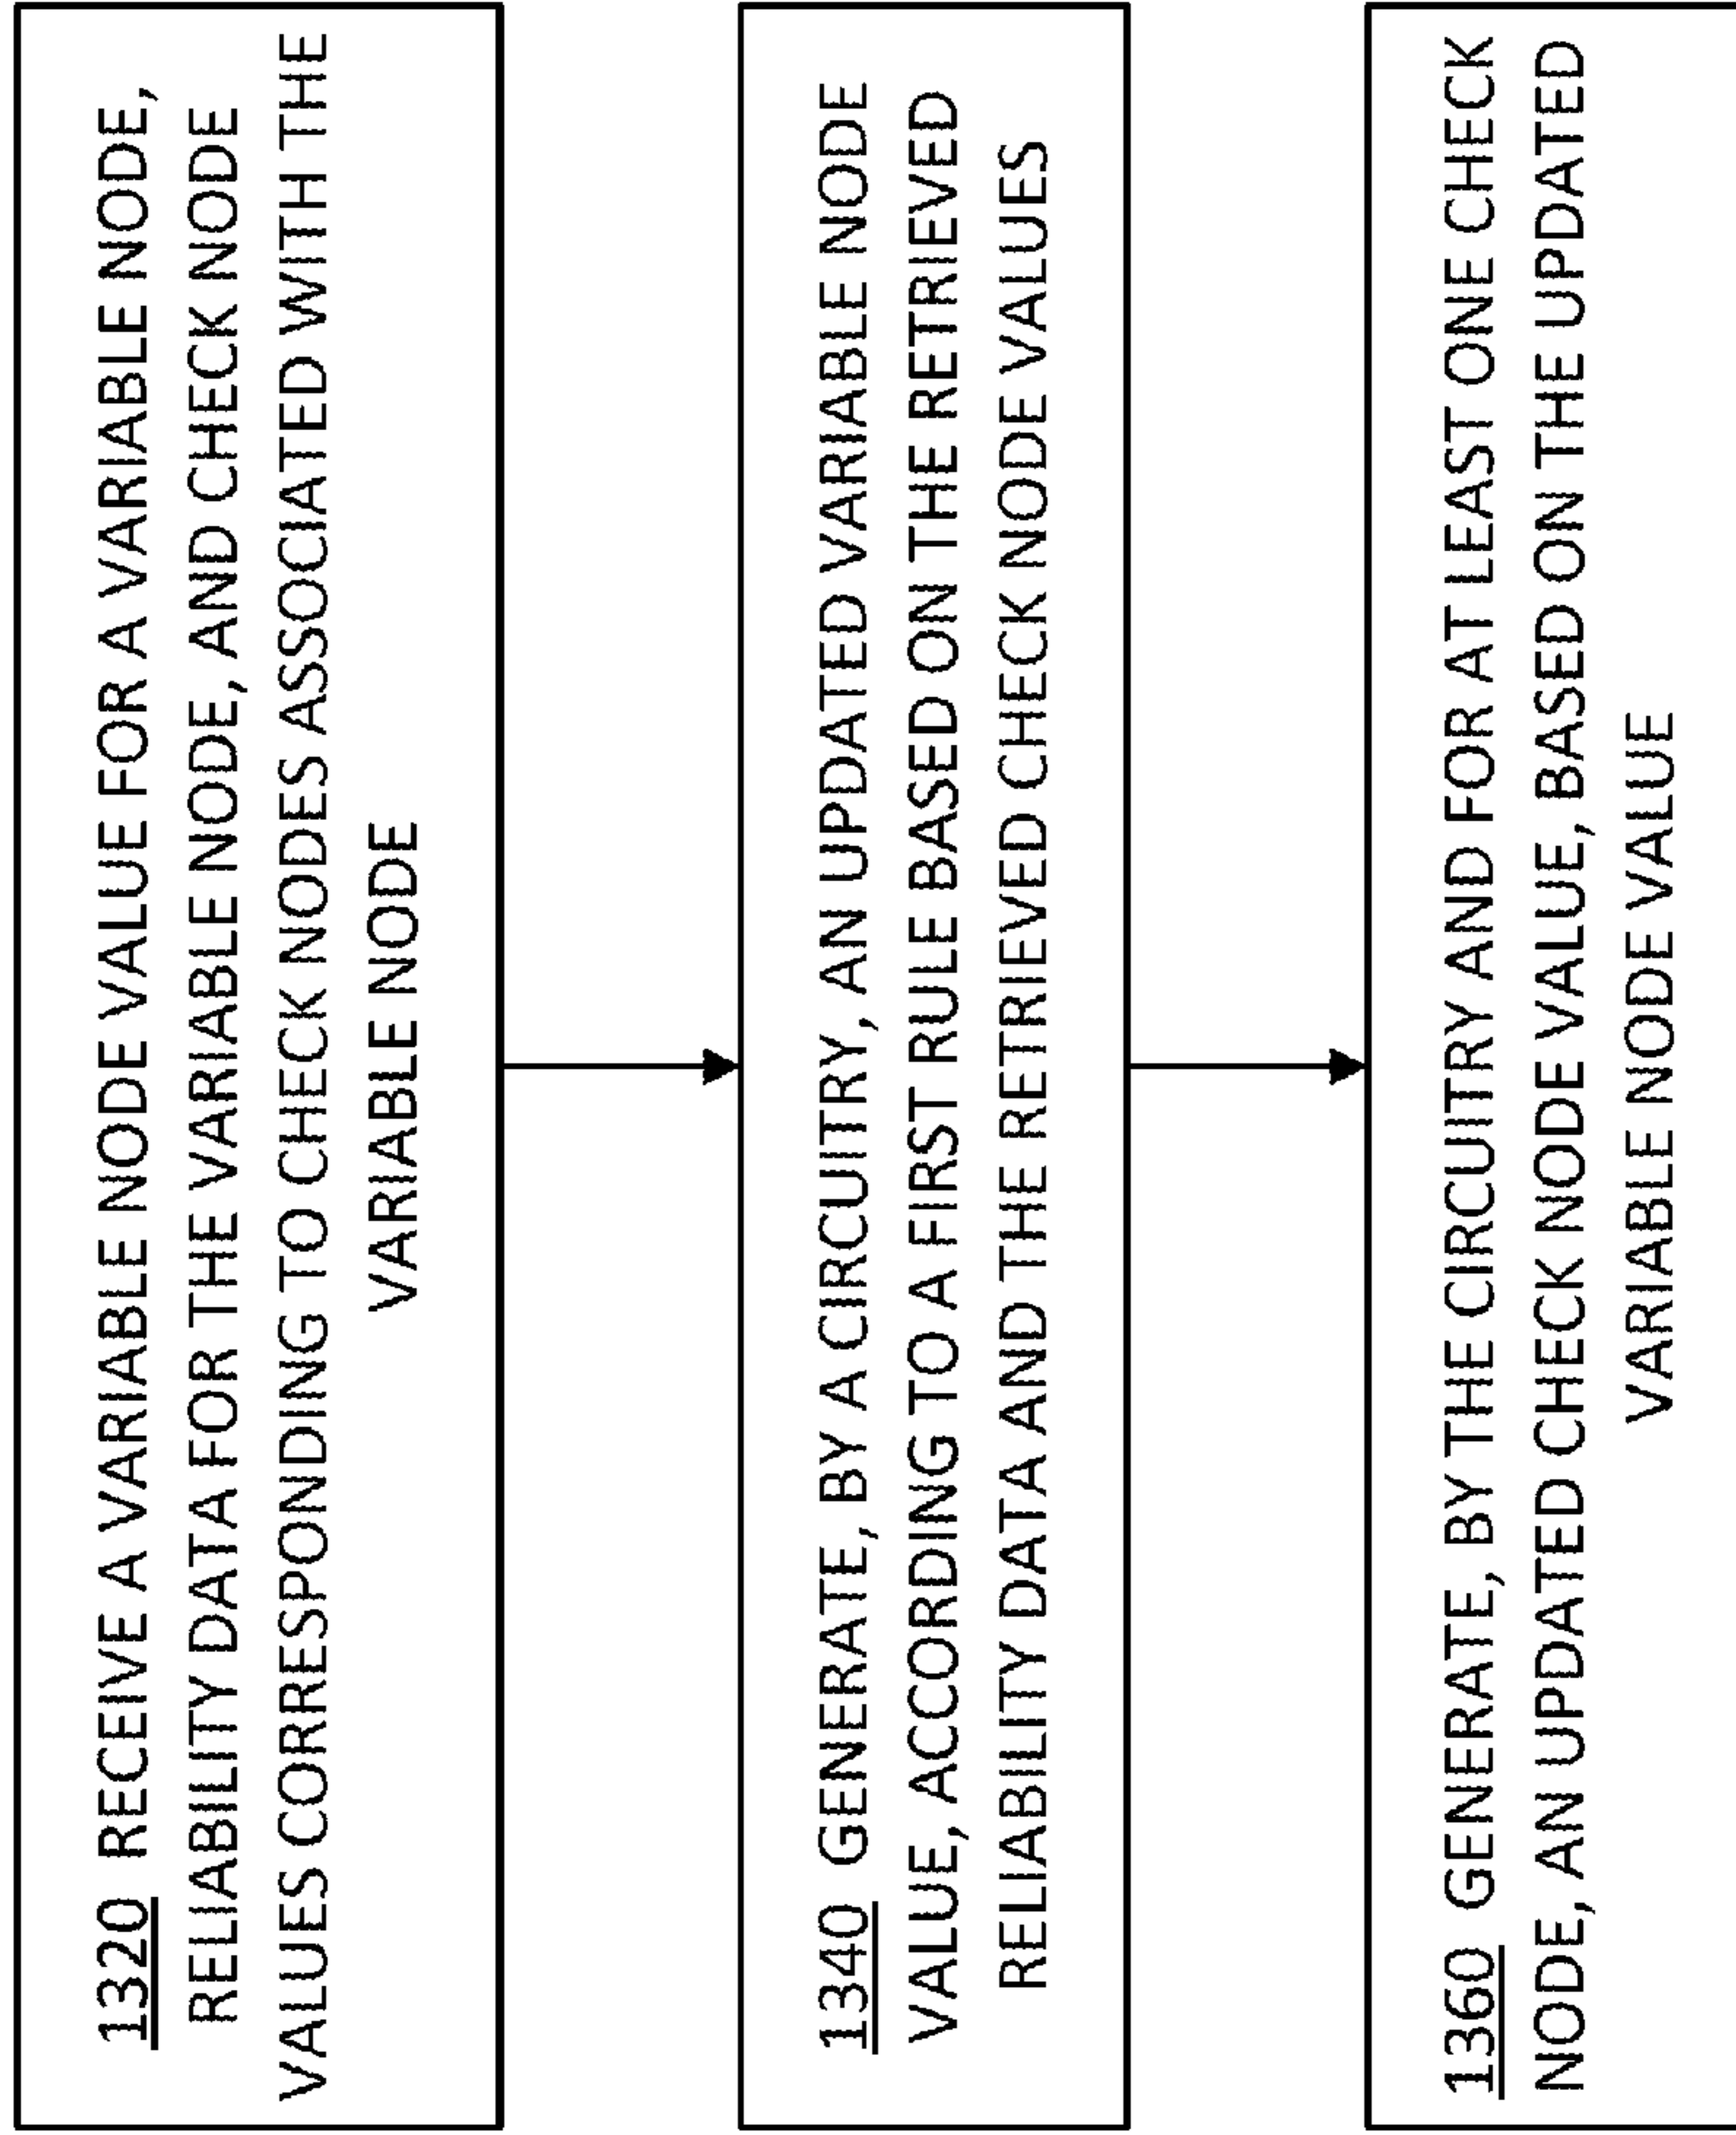 1320 RECEIVE A VARIABLE NODE VALUE FOR A VARIABLE NODE,
RELIABILITY DATA FOR THE VARIABLE NODE, AND CHECK NODE
VALUES CORRESPONDING TO CHECK NODES ASSOCIATED WITH THE
VARIABLE NODE
1340 GENERATE, BY A CIRCUITRY, AN UPDATED VARIABLE NODE
VALUE, ACCORDING TO A FIRST RULE BASED ON THE RETRIEVED
RELIABILITY DATA AND THE RETRIEVED CHECK NODE VALUES
1360 GENERATE, BY THE CIRCUITRY AND FOR AT LEAST ONE CHECK
NODE, AN UPDATED CHECK NODE VALUE, BASED ON THE UPDATED
VARIABLE NODE VALUE